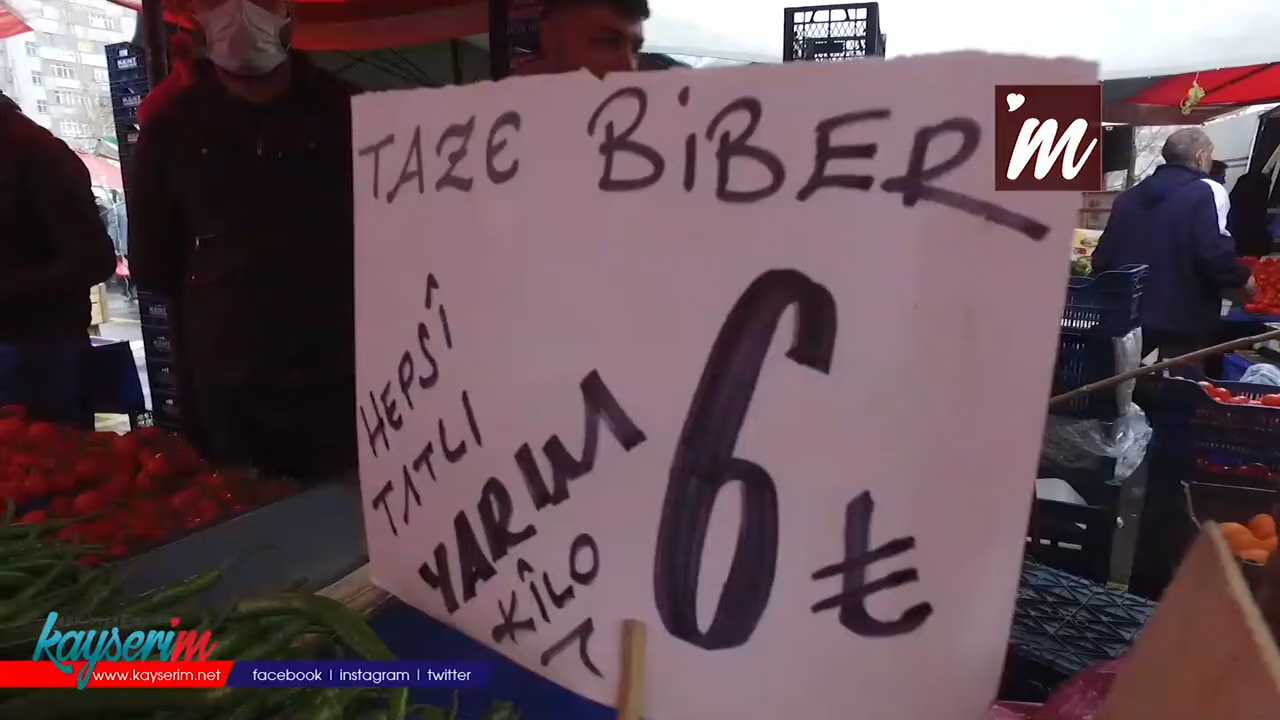 TAZE BİBER
HEPSİ
TATLI
YARIM
KİLO
6 ₺
'm
kayserim
www.kayserim.net
facebook | instagram | twitter